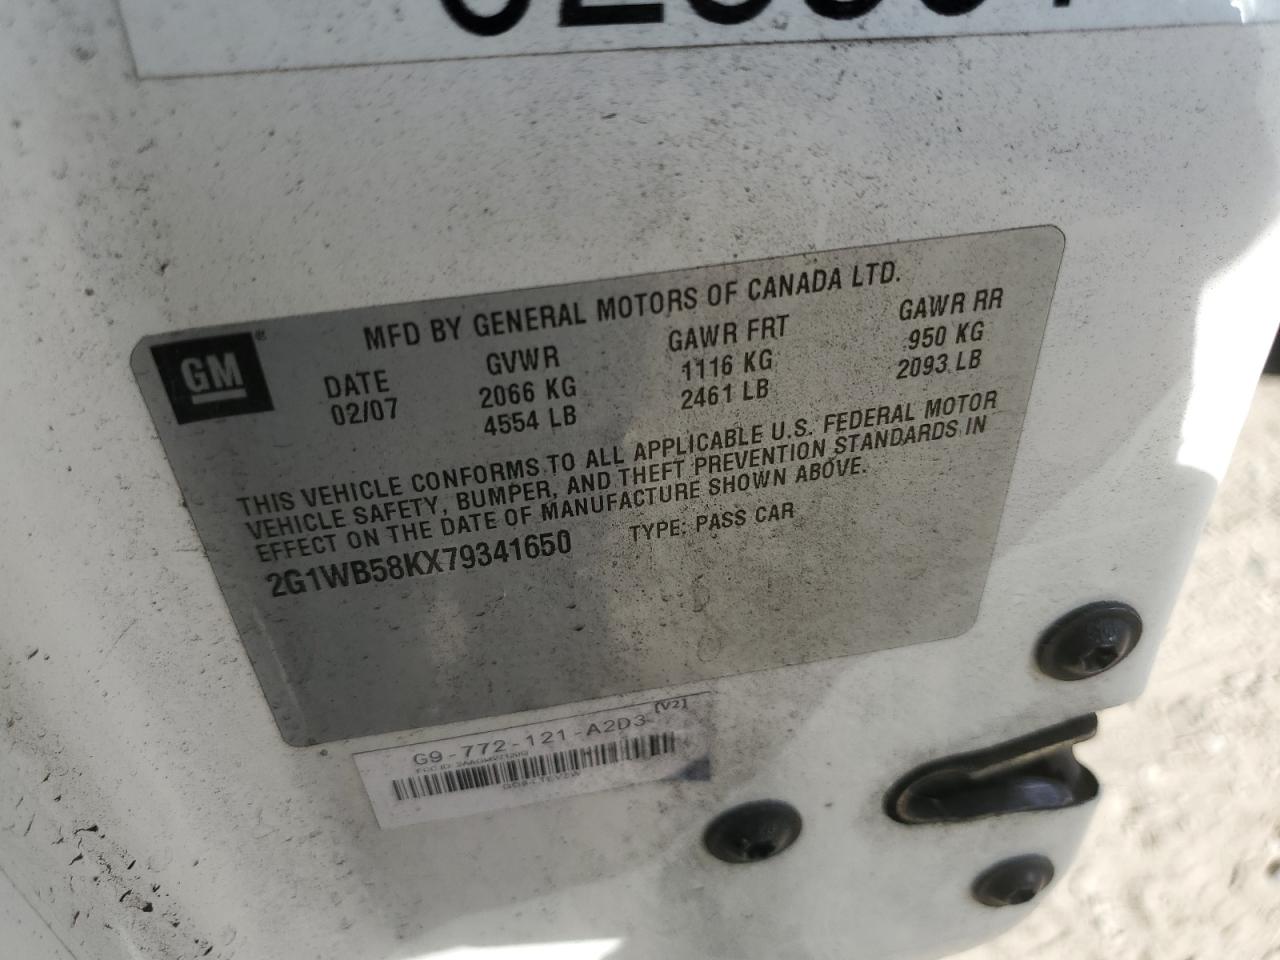 GM®
MFD BY GENERAL MOTORS OF CANADA LTD.
DATE GVWR GAWR FRT GAWR RR
02/07 2066 KG 1116 KG 950 KG
4554 LB 2461 LB 2093 LB
THIS VEHICLE CONFORMS TO ALL APPLICABLE U.S. FEDERAL MOTOR
VEHICLE SAFETY, BUMPER, AND THEFT PREVENTION STANDARDS IN
EFFECT ON THE DATE OF MANUFACTURE SHOWN ABOVE.
2G1WB58KX79341650 TYPE: PASS CAR
G9-772-121-A2D3 [V2]
FCC ID: